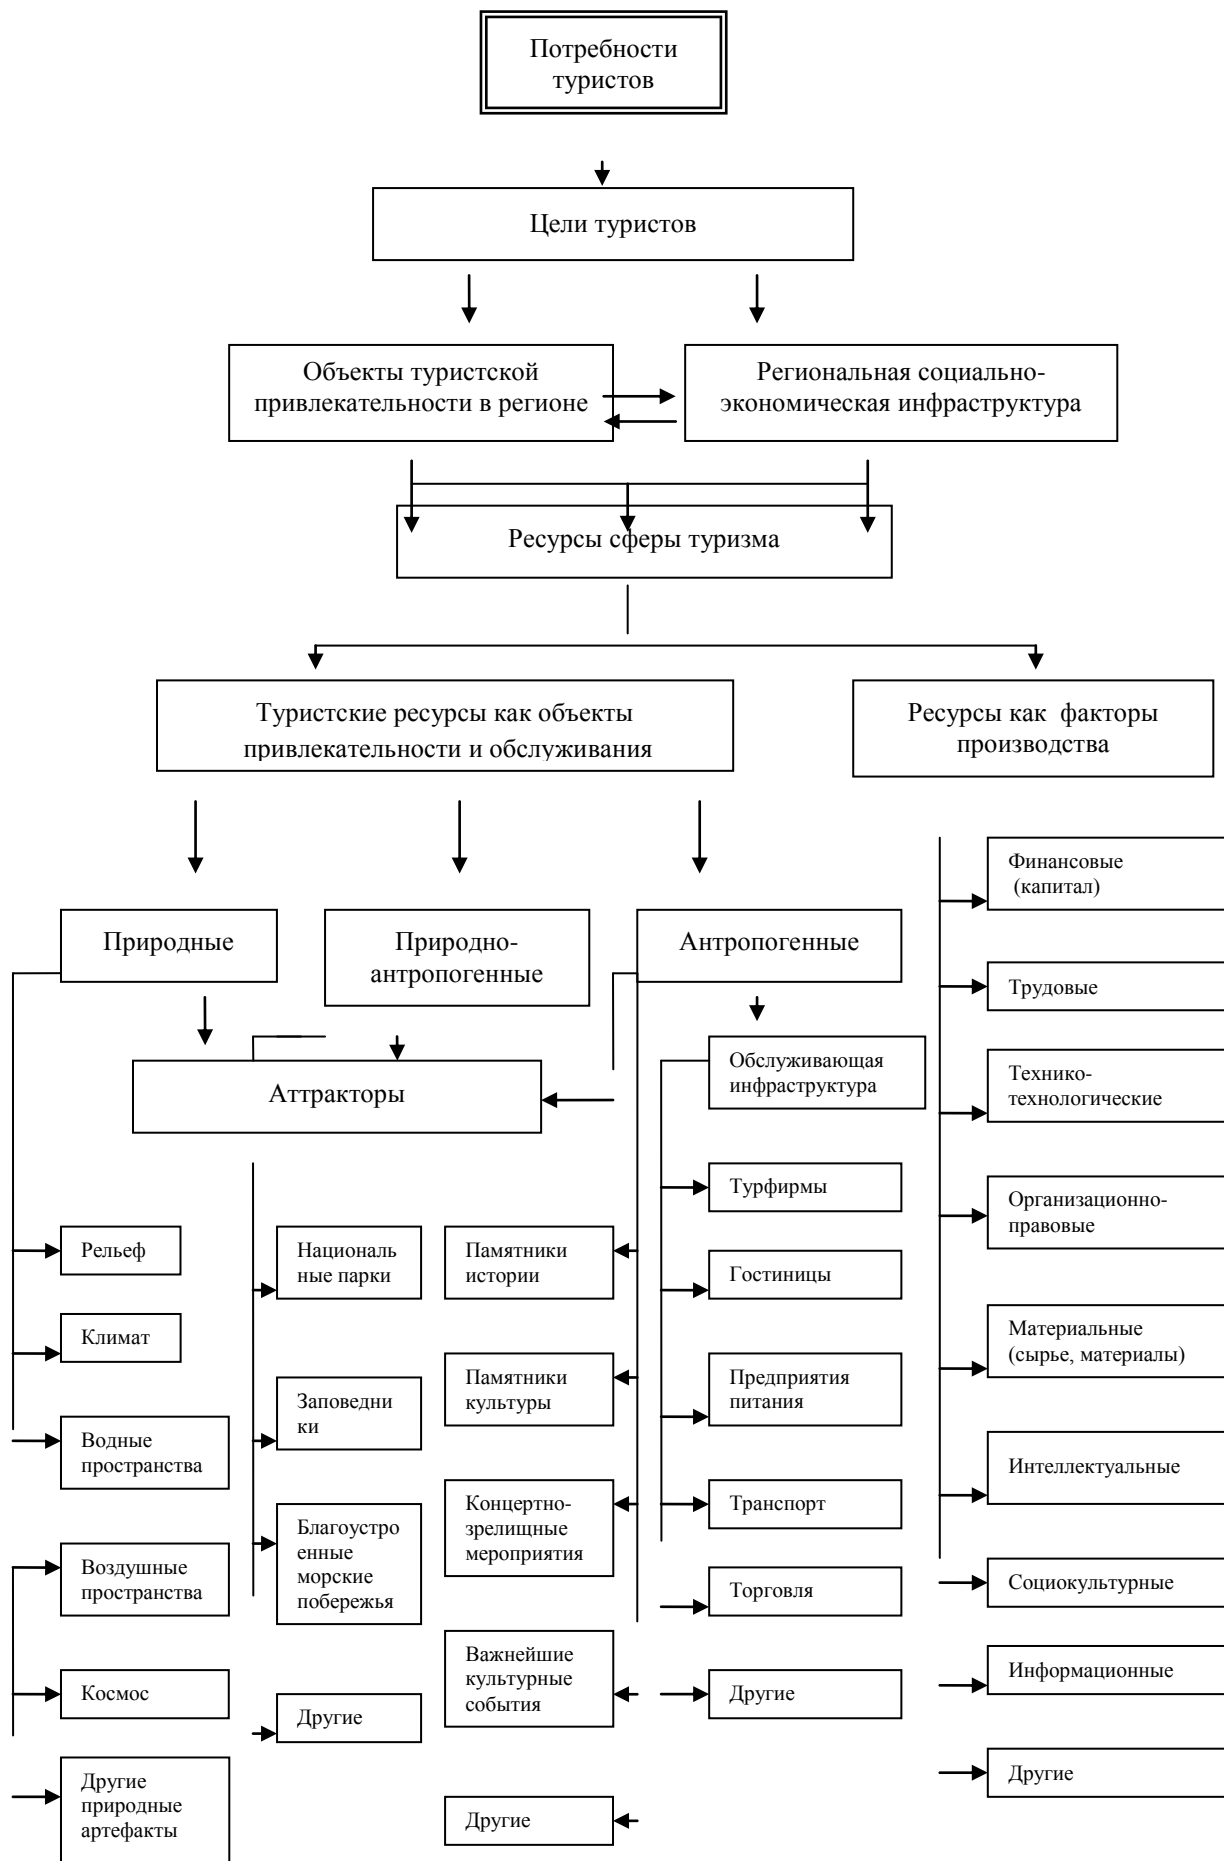 Потребности
туристов
Цели туристов
Объекты туристской
привлекательности в регионе
Региональная социально-
экономическая инфраструктура
Ресурсы сферы туризма
Туристские ресурсы как объекты
привлекательности и обслуживания
Ресурсы как факторы
производства
Природные
Природно-
антропогенные
Антропогенные
Аттракторы
Обслуживающая
инфраструктура
Рельеф
Климат
Водные
пространства
Воздушные
пространства
Космос
Другие
природные
артефакты
Националь
ные парки
Заповедни
ки
Благоустро
енные
морские
побережья
Другие
Памятники
истории
Памятники
культуры
Концертно-
зрелищные
мероприятия
Важнейшие
культурные
события
Другие
Турфирмы
Гостиницы
Предприятия
питания
Транспорт
Торговля
Другие
Финансовые
(капитал)
Трудовые
Технико-
технологические
Организационно-
правовые
Материальные
(сырье, материалы)
Интеллектуальные
Социокультурные
Информационные
Другие